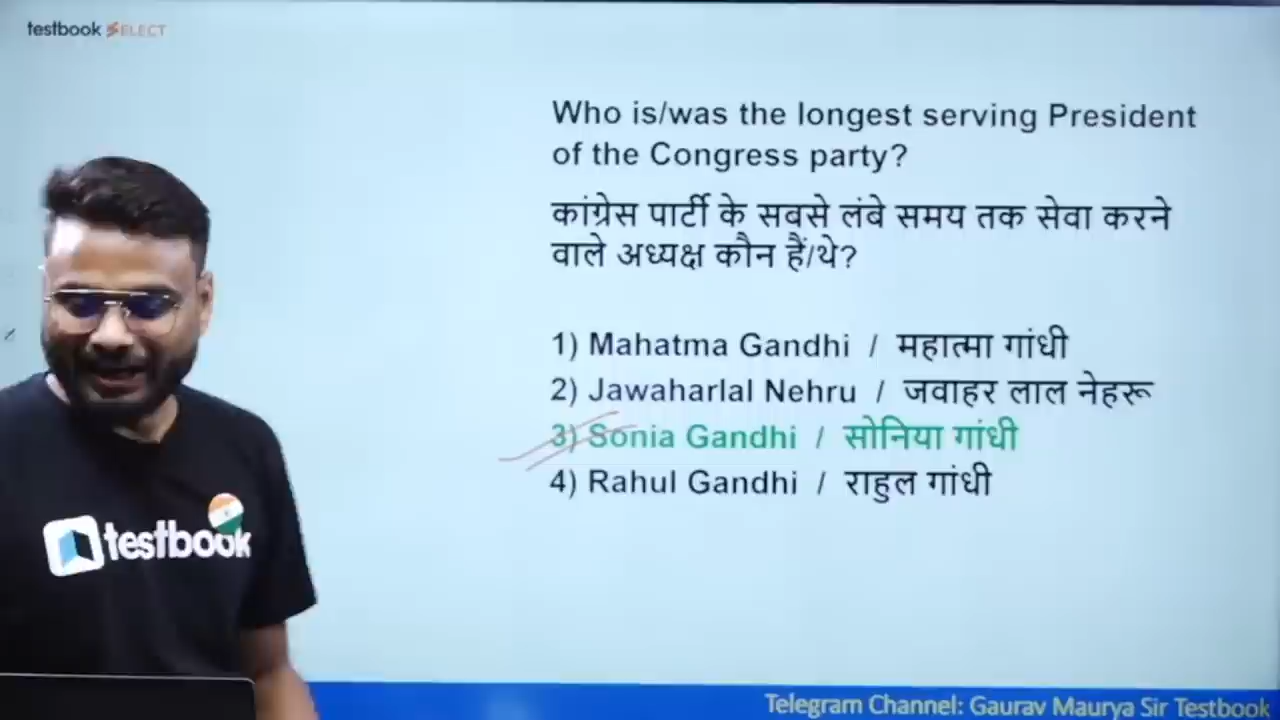 testbook SELECT
Who is/was the longest serving President
of the Congress party?
कांग्रेस पार्टी के सबसे लंबे समय तक सेवा करने
वाले अध्यक्ष कौन हैं/थे?
1) Mahatma Gandhi / महात्मा गांधी
2) Jawaharlal Nehru / जवाहर लाल नेहरू
3) Sonia Gandhi / सोनिया गांधी
4) Rahul Gandhi / राहुल गांधी
testbook
Telegram Channel: Gaurav Maurya Sir Testbook